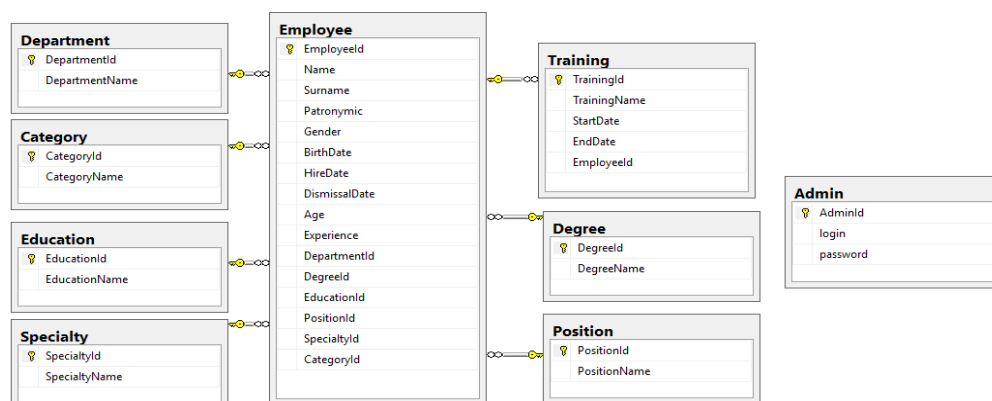 Department
DepartmentId
DepartmentName
Category
CategoryId
CategoryName
Education
EducationId
EducationName
Specialty
SpecialtyId
SpecialtyName
Employee
EmployeeId
Name
Surname
Patronymic
Gender
BirthDate
HireDate
DismissalDate
Age
Experience
DepartmentId
DegreeId
EducationId
PositionId
SpecialtyId
CategoryId
Training
TrainingId
TrainingName
StartDate
EndDate
EmployeeId
Degree
DegreeId
DegreeName
Position
PositionId
PositionName
Admin
AdminId
login
password